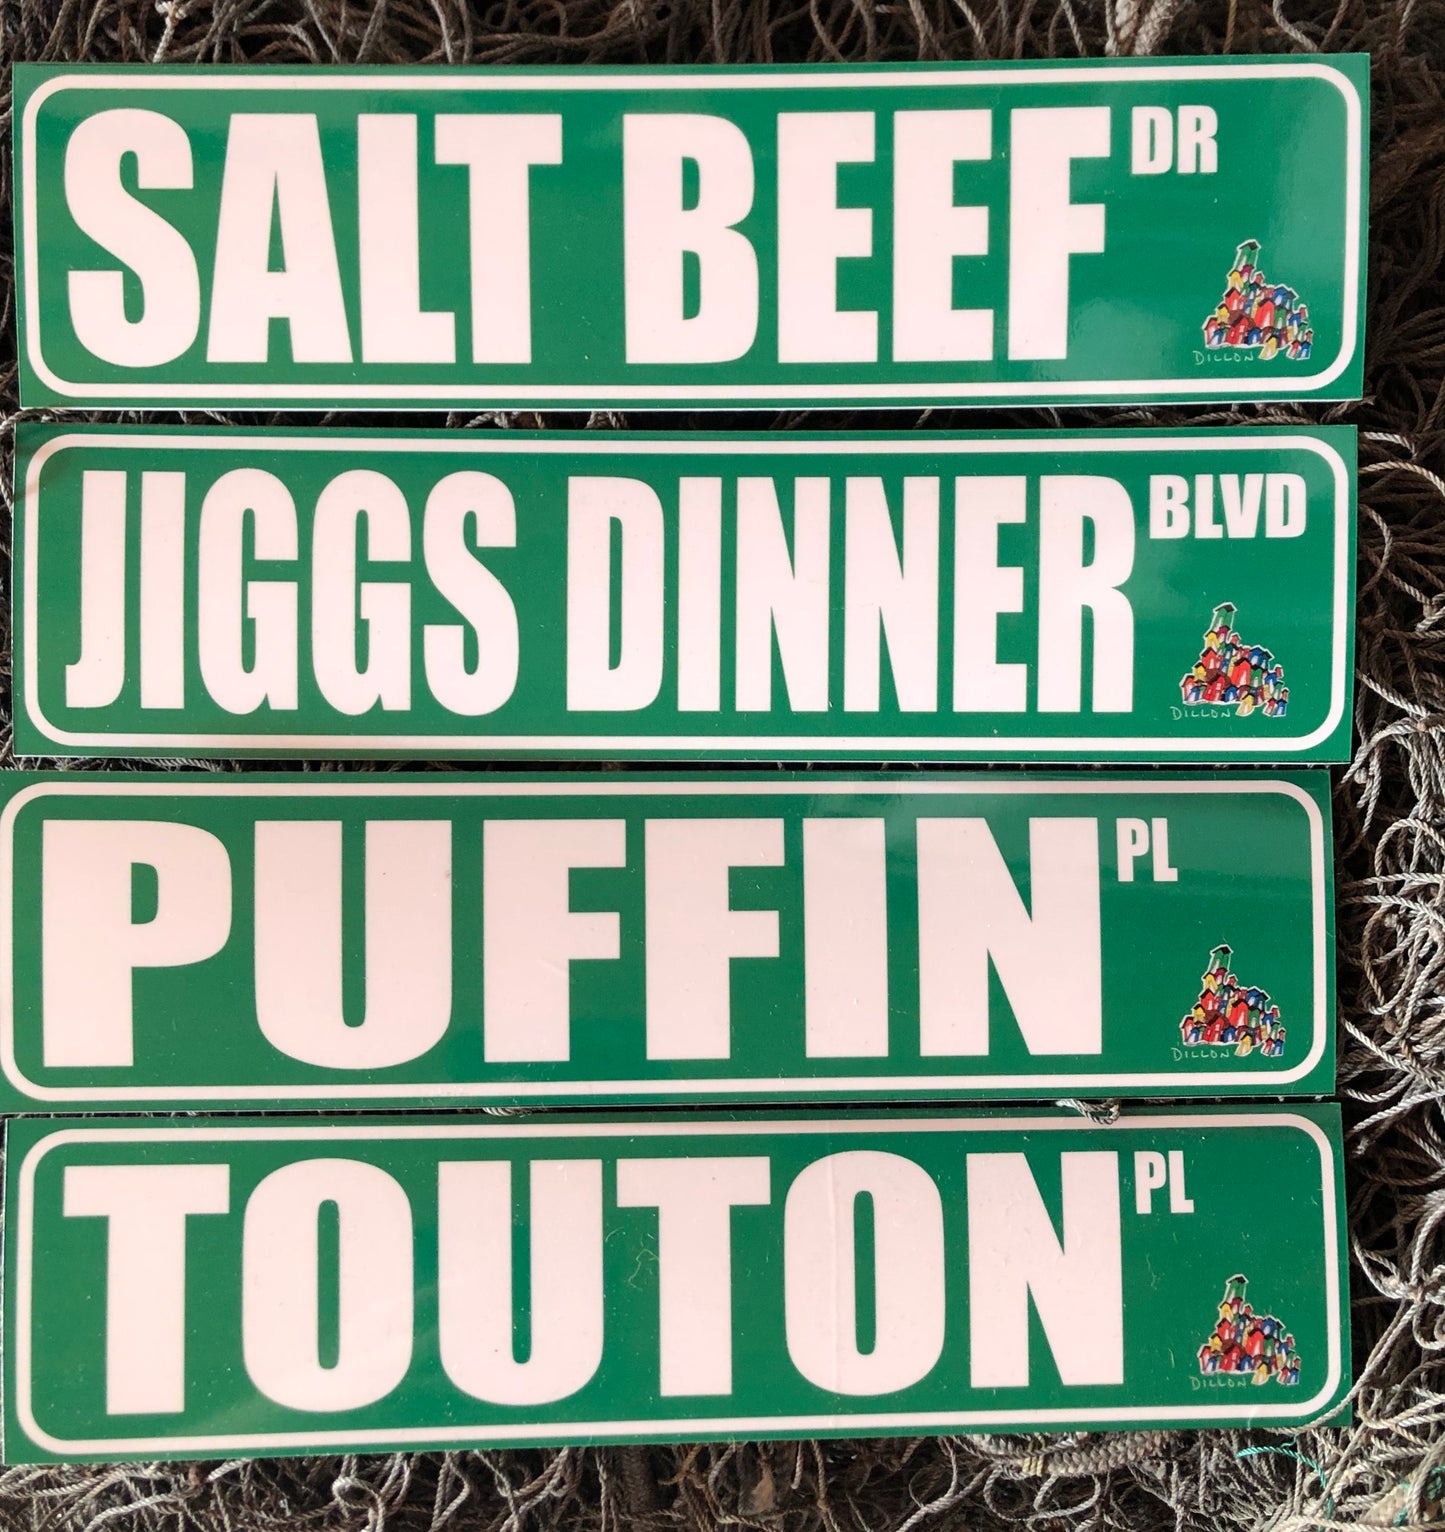 SALT BEEF DR
DILLON
JIGGS DINNER BLVD
DILLON
PUFFIN PL
DILLON
TOUTON PL
DILLON